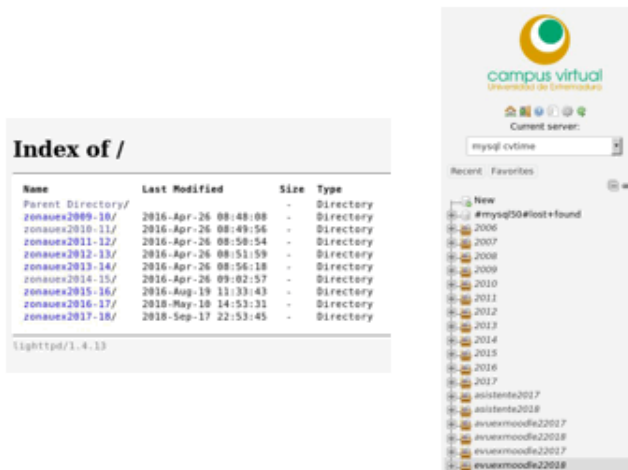 Index of /
Name Last Modified Size Type
Parent Directory/ - Directory
zonauex2009-10/ 2016-Apr-26 08:48:08 - Directory
zonauex2010-11/ 2016-Apr-26 08:49:56 - Directory
zonauex2011-12/ 2016-Apr-26 08:50:54 - Directory
zonauex2012-13/ 2016-Apr-26 08:51:59 - Directory
zonauex2013-14/ 2016-Apr-26 08:56:18 - Directory
zonauex2014-15/ 2016-Apr-26 09:02:57 - Directory
zonauex2015-16/ 2016-Aug-19 11:33:43 - Directory
zonauex2016-17/ 2018-May-10 14:53:31 - Directory
zonauex2017-18/ 2018-Sep-17 22:53:45 - Directory
lighttpd/1.4.13
campus virtual
Universidad de Extremadura
Current server:
mysql cvtime
Recent Favorites
New
#mysql50#lost+found
2006
2007
2008
2009
2010
2011
2012
2013
2014
2015
2016
2017
asistente2017
asistente2018
avuexmoodle22017
avuexmoodle22018
evuexmoodle22017
evuexmoodle22018